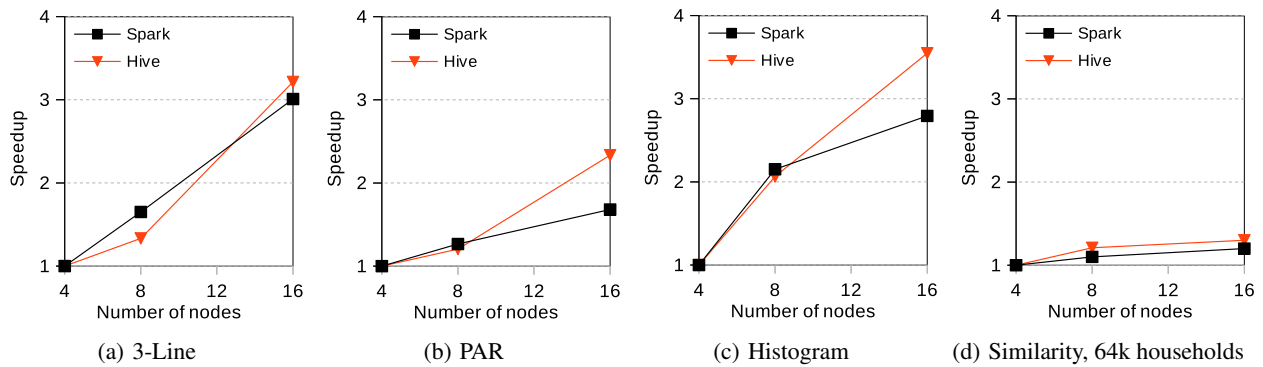 4
3
2
1
Speedup
Spark
Hive
4 8 12 16
Number of nodes
(a) 3-Line
4
3
2
1
Speedup
Spark
Hive
4 8 12 16
Number of nodes
(b) PAR
4
3
2
1
Speedup
Spark
Hive
4 8 12 16
Number of nodes
(c) Histogram
4
3
2
1
Speedup
Spark
Hive
4 8 12 16
Number of nodes
(d) Similarity, 64k households